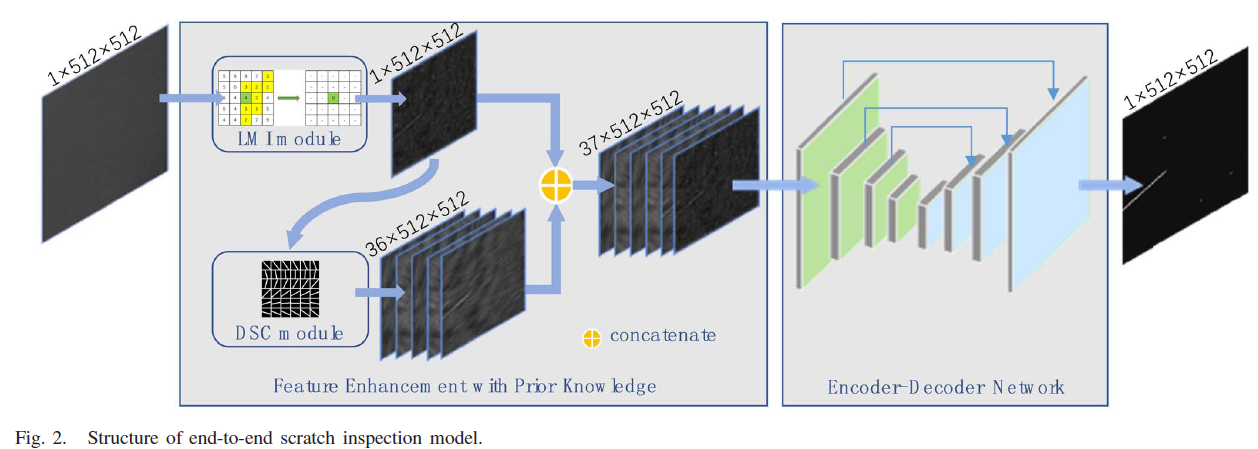 1×512×512
1×512×512
LMI module
36×512×512
DSC module
37×512×512
concatenate
Feature Enhancement with Prior Knowledge
1×512×512
Encoder-Decoder Network
Fig. 2. Structure of end-to-end scratch inspection model.